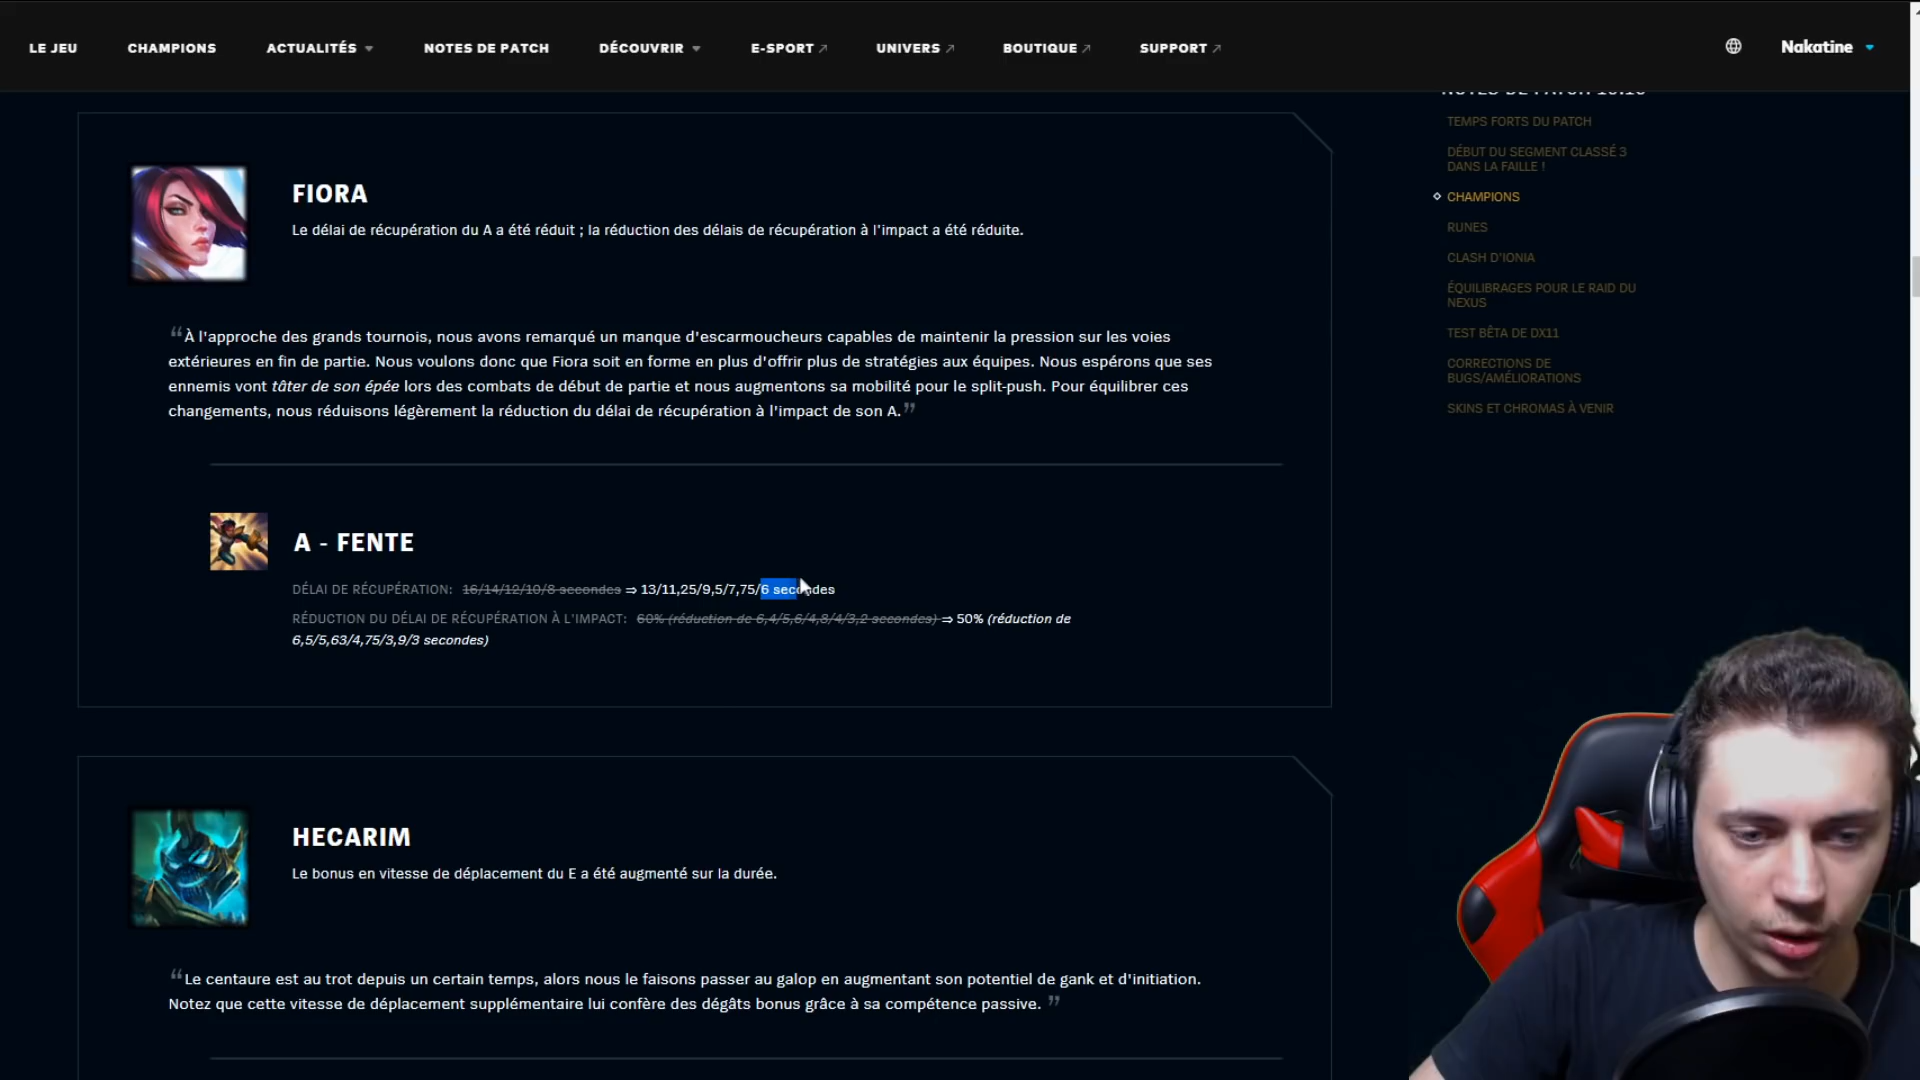 LE JEU CHAMPIONS ACTUALITÉS NOTES DE PATCH DÉCOUVRIR E-SPORT UNIVERS BOUTIQUE SUPPORT Nakatine
FIORA
Le délai de récupération du A a été réduit ; la réduction des délais de récupération à l'impact a été réduite.
“À l'approche des grands tournois, nous avons remarqué un manque d'escarmoucheurs capables de maintenir la pression sur les voies
extérieures en fin de partie. Nous voulons donc que Fiora soit en forme en plus d'offrir plus de stratégies aux équipes. Nous espérons que ses
ennemis vont tâter de son épée lors des combats de début de partie et nous augmentons sa mobilité pour le split-push. Pour équilibrer ces
changements, nous réduisons légèrement la réduction du délai de récupération à l'impact de son A.”
A - FENTE
DÉLAI DE RÉCUPÉRATION: 16/14/12/10/8 secondes ⇒ 13/11,25/9,5/7,75/6 secondes
RÉDUCTION DU DÉLAI DE RÉCUPÉRATION À L'IMPACT: 60% (réduction de 6,4/5,6/4,8/4/3,2 secondes) ⇒ 50% (réduction de
6,5/5,63/4,75/3,9/3 secondes)
HECARIM
Le bonus en vitesse de déplacement du E a été augmenté sur la durée.
“Le centaure est au trot depuis un certain temps, alors nous le faisons passer au galop en augmentant son potentiel de gank et d'initiation.
Notez que cette vitesse de déplacement supplémentaire lui confère des dégâts bonus grâce à sa compétence passive. ”
TEMPS FORTS DU PATCH
DÉBUT DU SEGMENT CLASSÉ 3
DANS LA FAILLE !
CHAMPIONS
RUNES
CLASH D'IONIA
ÉQUILIBRAGES POUR LE RAID DU
NEXUS
TEST BÊTA DE DX11
CORRECTIONS DE
BUGS/AMÉLIORATIONS
SKINS ET CHROMAS À VENIR